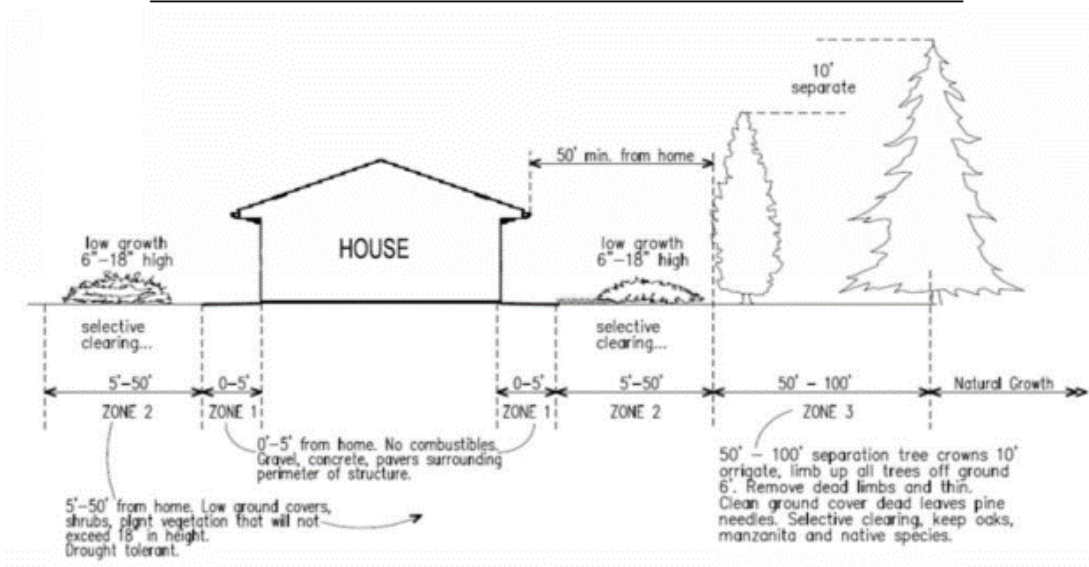 10'
separate
50' min. from home
low growth
6"-18" high
HOUSE
low growth
6"-18" high
selective
clearing...
selective
clearing...
5'-50'
0-5'
0-5'
5'-50'
50' - 100'
Natural Growth
ZONE 2
ZONE 1
ZONE 1
ZONE 2
ZONE 3
0'-5' from home. No combustibles.
Gravel, concrete, pavers surrounding
perimeter of structure.
5'-50' from home. Low ground covers,
shrubs, plant vegetation that will not
exceed 18" in height.
Drought tolerant.
50' - 100' separation tree crowns 10'
orrigate, limb up all trees off ground
6'. Remove dead limbs and thin.
Clean ground cover dead leaves pine
needles. Selective clearing, keep oaks,
manzanita and native species.